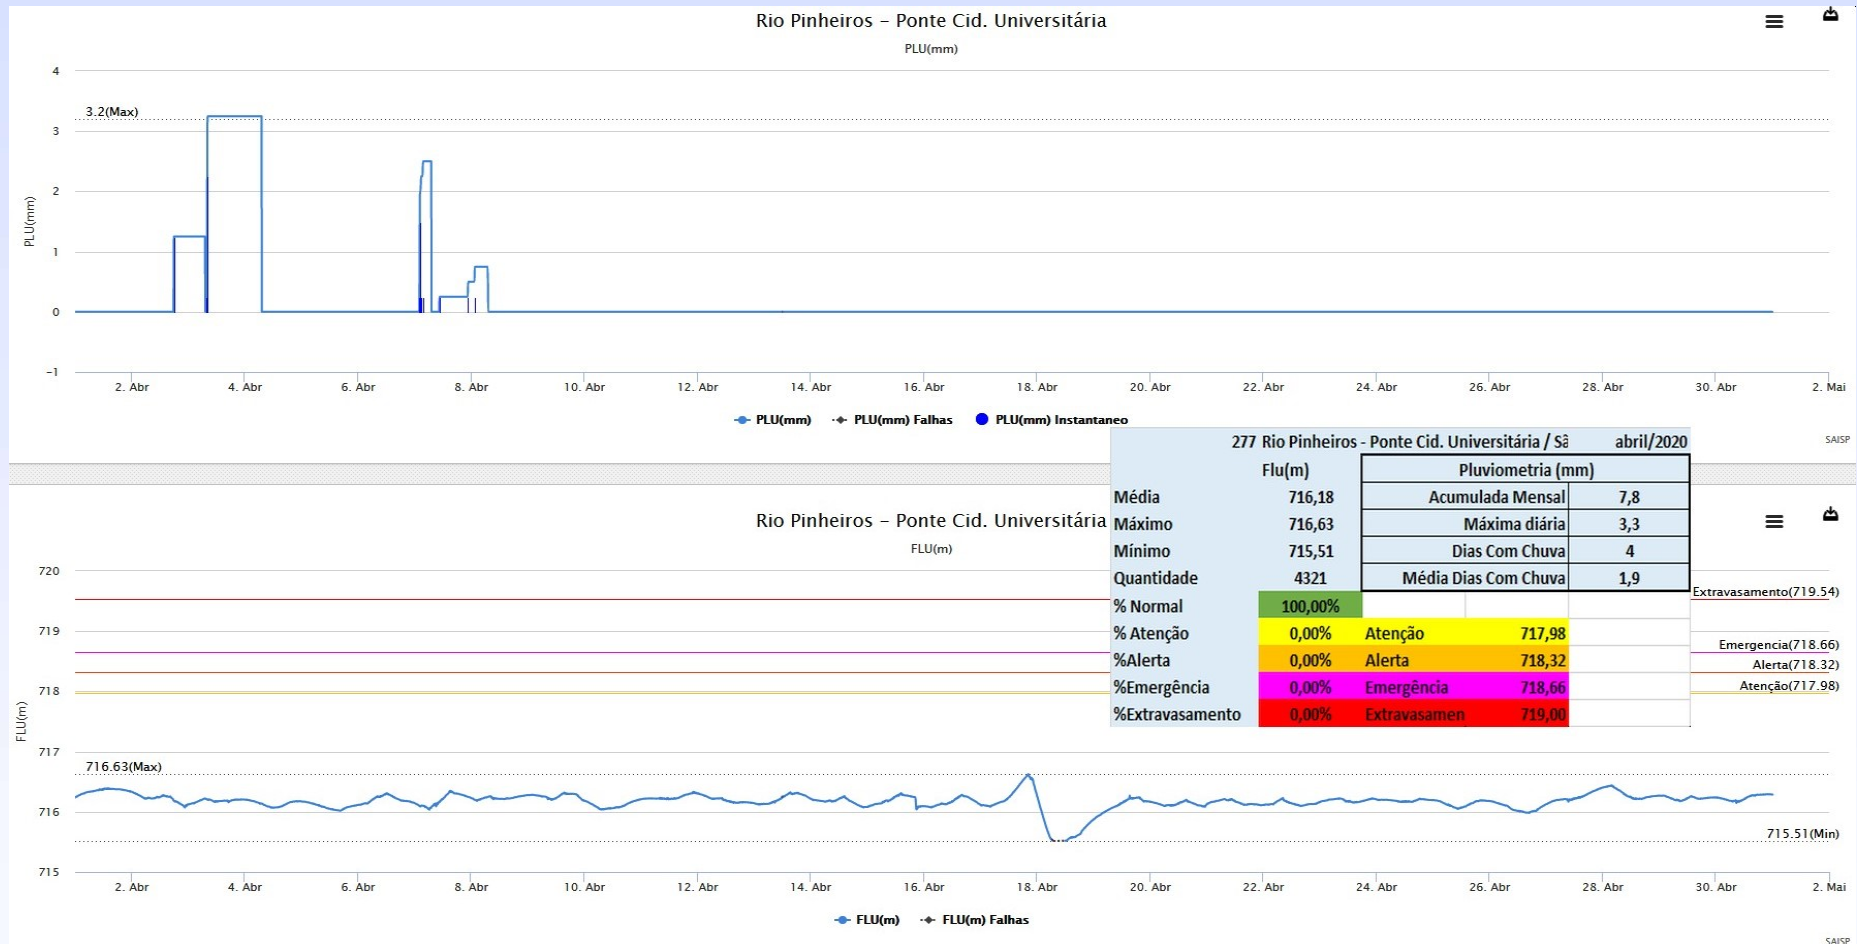 Rio Pinheiros - Ponte Cid. Universitária
PLU(mm)
4
3.2(Max)
3
2
PLU(mm)
1
0
-1
2. Abr 4. Abr 6. Abr 8. Abr 10. Abr 12. Abr 14. Abr 16. Abr 18. Abr 20. Abr 22. Abr 24. Abr 26. Abr 28. Abr 30. Abr 2. Mai
PLU(mm) PLU(mm) Falhas PLU(mm) Instantaneo
SAISP
277 Rio Pinheiros - Ponte Cid. Universitária / Sã abril/2020
Flu(m) Pluviometria (mm)
Média 716,18 Acumulada Mensal 7,8
Máximo 716,63 Máxima diária 3,3
Mínimo 715,51 Dias Com Chuva 4
Quantidade 4321 Média Dias Com Chuva 1,9
% Normal 100,00%
% Atenção 0,00% Atenção 717,98
%Alerta 0,00% Alerta 718,32
%Emergência 0,00% Emergência 718,66
%Extravasamento 0,00% Extravasamen 719,00
Rio Pinheiros - Ponte Cid. Universitária
FLU(m)
720
Extravasamento(719.54)
719
Emergencia(718.66)
Alerta(718.32)
Atenção(717.98)
718
FLU(m)
717
716.63(Max)
716
715.51(Min)
715
2. Abr 4. Abr 6. Abr 8. Abr 10. Abr 12. Abr 14. Abr 16. Abr 18. Abr 20. Abr 22. Abr 24. Abr 26. Abr 28. Abr 30. Abr 2. Mai
FLU(m) FLU(m) Falhas
SAISP